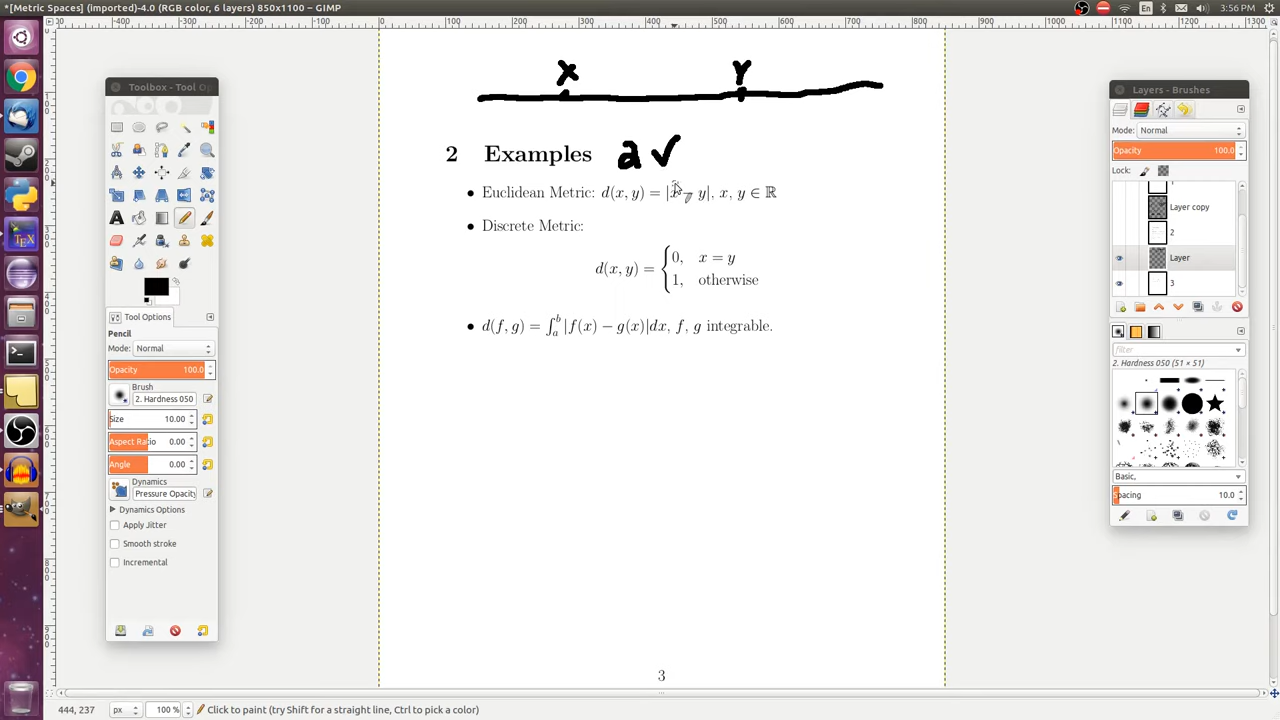 *[Metric Spaces] (imported)-4.0 (RGB color, 6 layers) 850x1100 – GIMP
En
3:56 PM
X Y
2 Examples a ✓
• Euclidean Metric: d(x, y) = |x − y|, x, y ∈ ℝ
• Discrete Metric:
d(x, y) = { 0, x = y
1, otherwise
• d(f, g) = ∫_a^b |f(x) − g(x)|dx, f, g integrable.
3
Toolbox - Tool Op
Tool Options
Pencil
Mode: Normal
Opacity 100.0
Brush
2. Hardness 050
Size 10.00
Aspect Ratio 0.00
Angle 0.00
Dynamics
Pressure Opacity
Dynamics Options
Apply Jitter
Smooth stroke
Incremental
Layers - Brushes
Mode: Normal
Opacity 100.0
Lock:
Layer copy
2
Layer
3
filter
2. Hardness 050 (51 × 51)
Basic,
Spacing 10.0
444, 237 px 100 % Click to paint (try Shift for a straight line, Ctrl to pick a color)